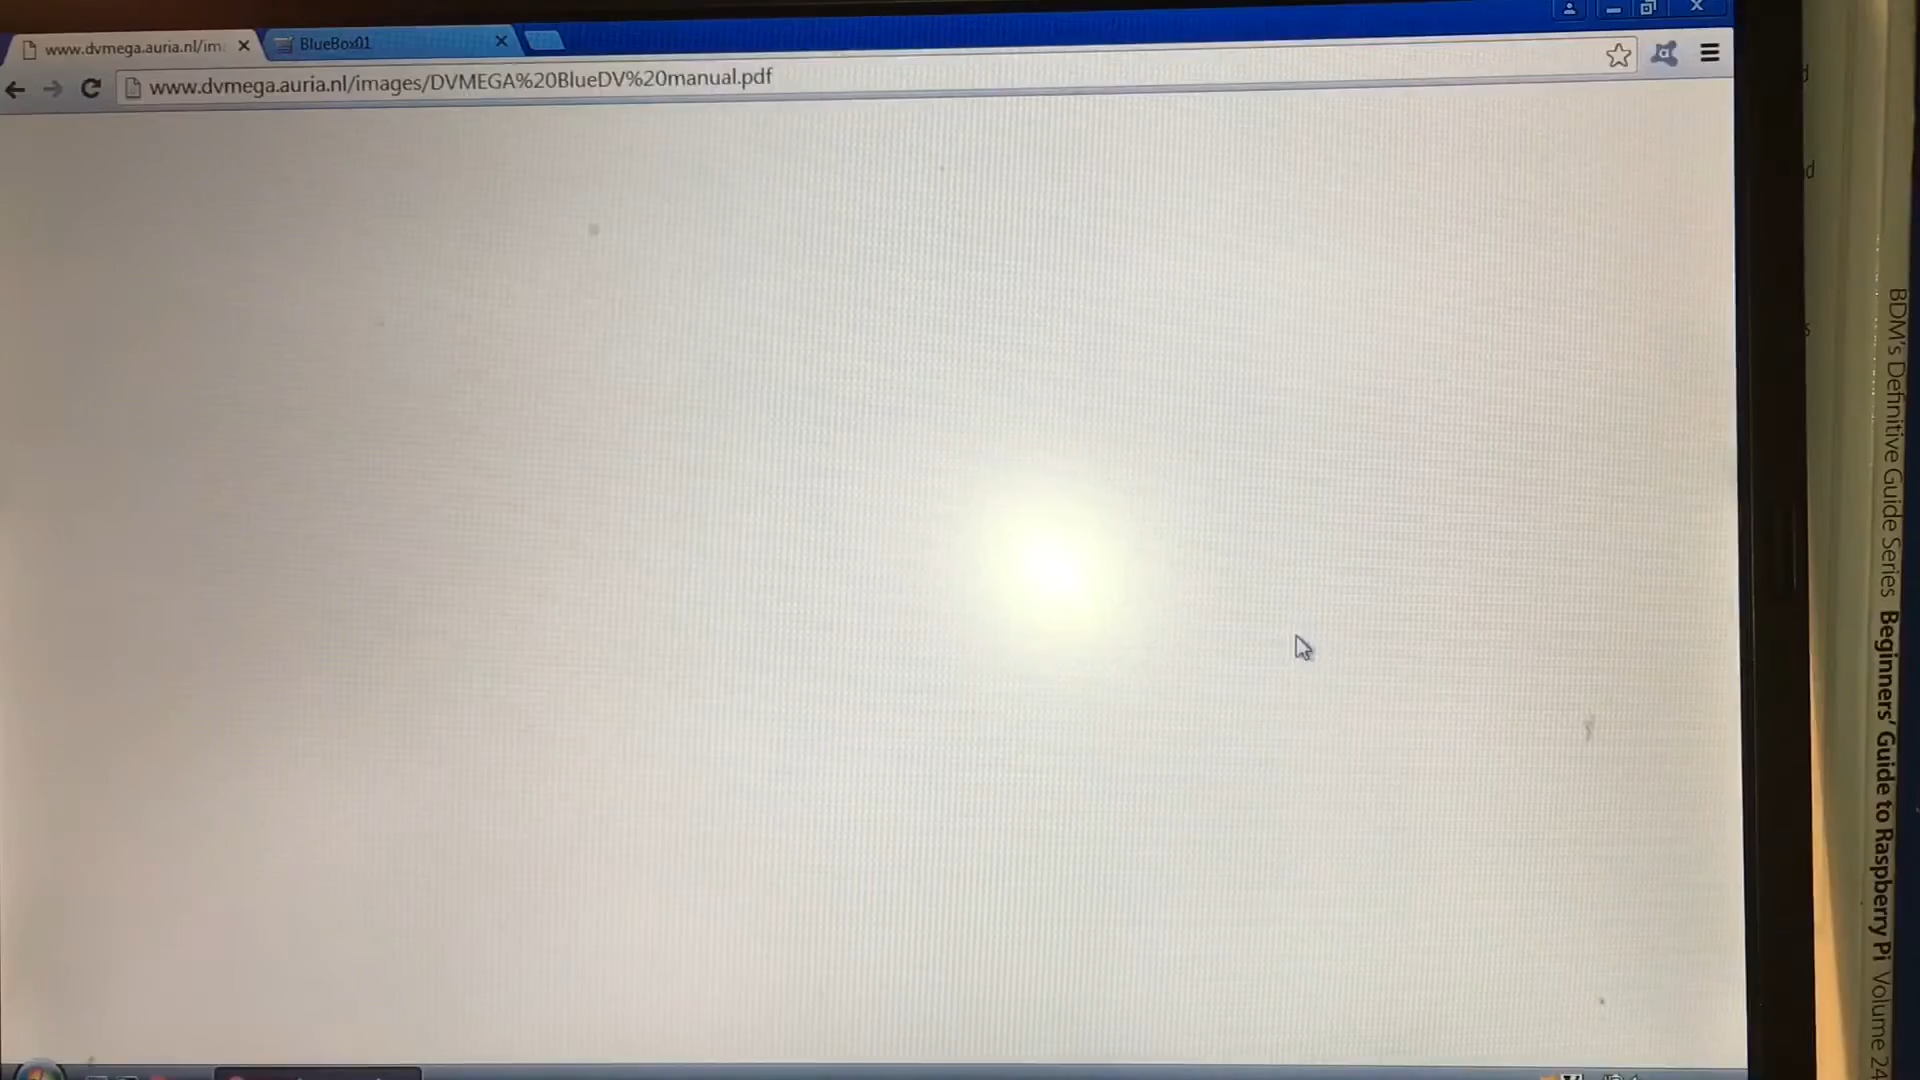 www.dvmega.auria.nl/im
BlueBox01
www.dvmega.auria.nl/images/DVMEGA%20BlueDV%20manual.pdf
BDM's Definitive Guide Series Beginners' Guide to Raspberry Pi Volume 24